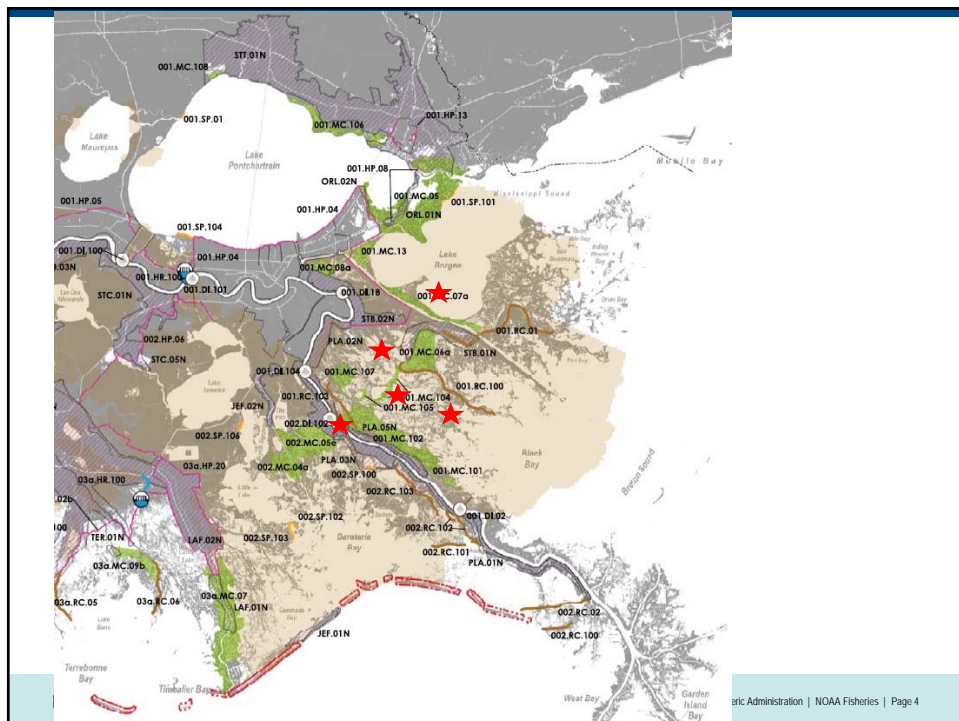 STT.01N
001.MC.108
001.HP.13
001.SP.01
001.MC.106
Lake
Maurepas
Lake
Pontchartrain
Mobile Bay
001.HP.08
ORL.02N
001.MC.05
Mississippi Sound
001.SP.101
001.HP.05
001.HP.04
ORL.01N
001.SP.104
001.MC.13
001.DI.100
001.HP.04
Lake
Borgne
001.HR.100
001.MC.08a
.03N
001.DI.101
STC.01N
001.DI.18
STB.02N
001.RC.01
002.HP.06
PLA.02N
STC.05N
001.MC.06a
STB.01N
001.DI.104
001.MC.107
001.RC.100
001.RC.103
001.MC.104
JEF.02N
001.MC.105
002.DI.102
PLA.05N
002.SP.106
002.MC.05e
001.MC.102
PLA.03N
Black
Bay
03a.HP.20
002.MC.04a
002.SP.100
001.MC.101
Breton Sound
03a.HR.100
Little
Lake
002.RC.103
02b
002.SP.102
001.DI.02
100
002.RC.102
TER.01N
002.SP.103
Barataria
Bay
LAF.02N
002.RC.101
PLA.01N
03a.MC.09b
03a.RC.05
03a.RC.06
03a.MC.07
LAF.01N
002.RC.02
JEF.01N
002.RC.100
Terrebonne
Bay
Timbalier Bay
West Bay
Garden
Island
Bay
eric Administration | NOAA Fisheries | Page 4